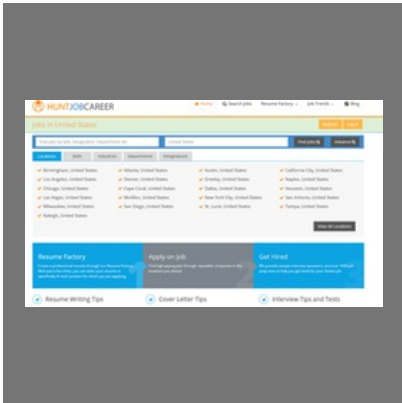 HUNTJOBCAREER
Home Search Jobs Resume Factory Job Trends Blog
Jobs in United States
Register Log In
United States Find Jobs Advance
Locations Skills Industries Departments Designations
Birmingham, United States Atlanta, United States Austin, United States California City, United States
Los Angeles, United States Denver, United States Greeley, United States Naples, United States
Chicago, United States Cape Coral, United States Dallas, United States Houston, United States
Las Vegas, United States McAllen, United States New York City, United States San Antonio, United States
Milwaukee, United States San Diego, United States St. Lucie, United States Tampa, United States
Raleigh, United States
View All Locations
Resume Factory Apply on Job Get Hired
Resume Writing Tips Cover Letter Tips Interview Tips and Tests